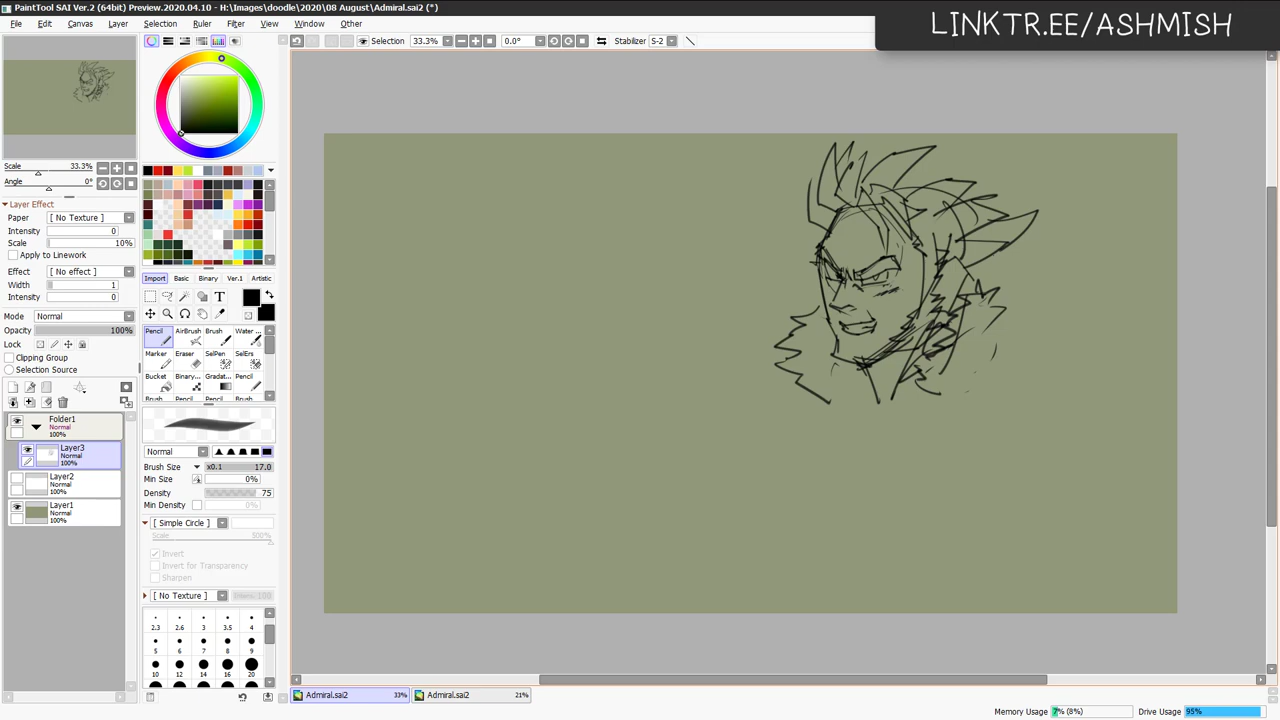 PaintTool SAI Ver.2 (64bit) Preview.2020.04.10 - H:\Images\doodle\2020\08 August\Admiral.sai2 (*)
LINKTR.EE/ASHMISH
File Edit Canvas Layer Selection Ruler Filter View Window Other
Selection 33.3% 0.0° Stabilizer S-2
Scale 33.3%
Angle 0°
Layer Effect
Paper [ No Texture ]
Intensity 0
Scale 10%
Apply to Linework
Effect [ No effect ]
Width 1
Intensity 0
Mode Normal
Opacity 100%
Lock
Clipping Group
Selection Source
Folder1
Normal
100%
Layer3
Normal
100%
Layer2
Normal
100%
Layer1
Normal
100%
Import Basic Binary Ver.1 Artistic
T
Pencil AirBrush Brush Water ..
Marker Eraser SelPen SelErs
Bucket Binary... Gradat... Pencil
Brush Pencil Pencil Brush
Normal
Brush Size x0.1 17.0
Min Size 0%
Density 75
Min Density 0%
[ Simple Circle ]
Scale 500%
Invert
Invert for Transparency
Sharpen
[ No Texture ]
2.3 2.6 3 3.5 4
5 6 7 8 9
10 12 14 16 20
Admiral.sai2 33% Admiral.sai2 21%
Memory Usage 7% (8%) Drive Usage 95%